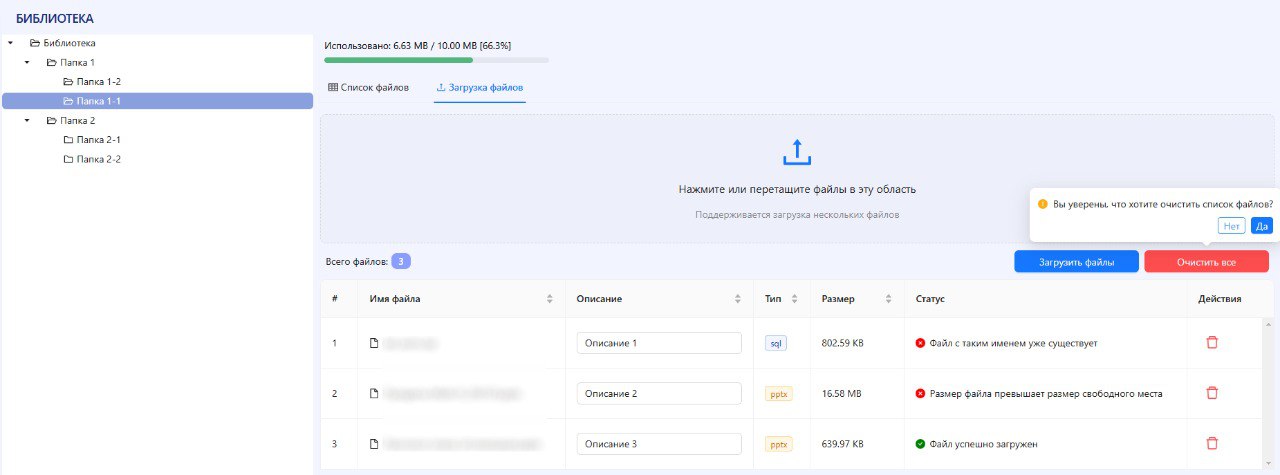 БИБЛИОТЕКА
Библиотека
Папка 1
Папка 1-2
Папка 1-1
Папка 2
Папка 2-1
Папка 2-2
Использовано: 6.63 MB / 10.00 MB [66.3%]
Список файлов Загрузка файлов
Нажмите или перетащите файлы в эту область
Поддерживается загрузка нескольких файлов
Вы уверены, что хотите очистить список файлов?
Нет Да
Всего файлов: 3 Загрузить файлы Очистить все
# Имя файла Описание Тип Размер Статус Действия
1 Описание 1 sql 802.59 KB Файл с таким именем уже существует
2 Описание 2 pptx 16.58 MB Размер файла превышает размер свободного места
3 Описание 3 pptx 639.97 KB Файл успешно загружен